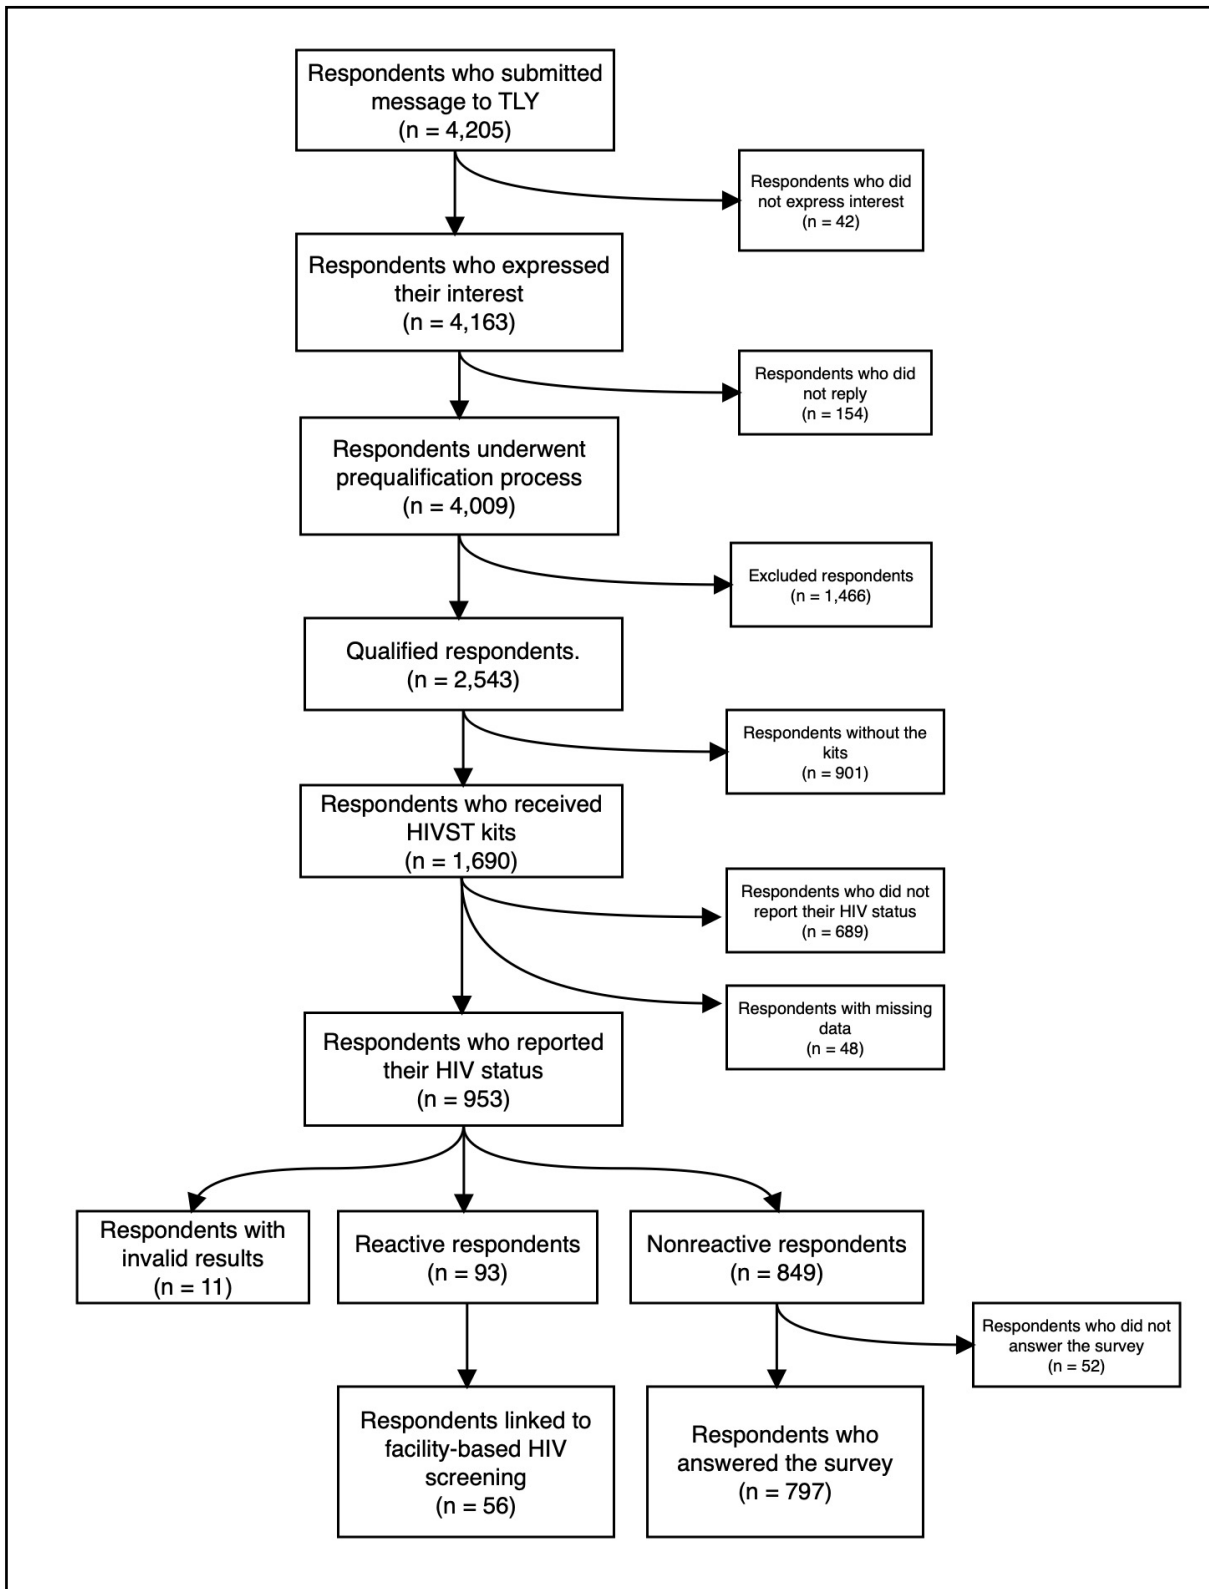 Respondents who submitted
message to TLY
(n = 4,205)
Respondents who did
not express interest
(n = 42)
Respondents who expressed
their interest
(n = 4,163)
Respondents who did
not reply
(n = 154)
Respondents underwent
prequalification process
(n = 4,009)
Excluded respondents
(n = 1,466)
Qualified respondents.
(n = 2,543)
Respondents without the
kits
(n = 901)
Respondents who received
HIVST kits
(n = 1,690)
Respondents who did not
report their HIV status
(n = 689)
Respondents with missing
data
(n = 48)
Respondents who reported
their HIV status
(n = 953)
Respondents with
invalid results
(n = 11)
Reactive respondents
(n = 93)
Nonreactive respondents
(n = 849)
Respondents who did not
answer the survey
(n = 52)
Respondents linked to
facility-based HIV
screening
(n = 56)
Respondents who
answered the survey
(n = 797)